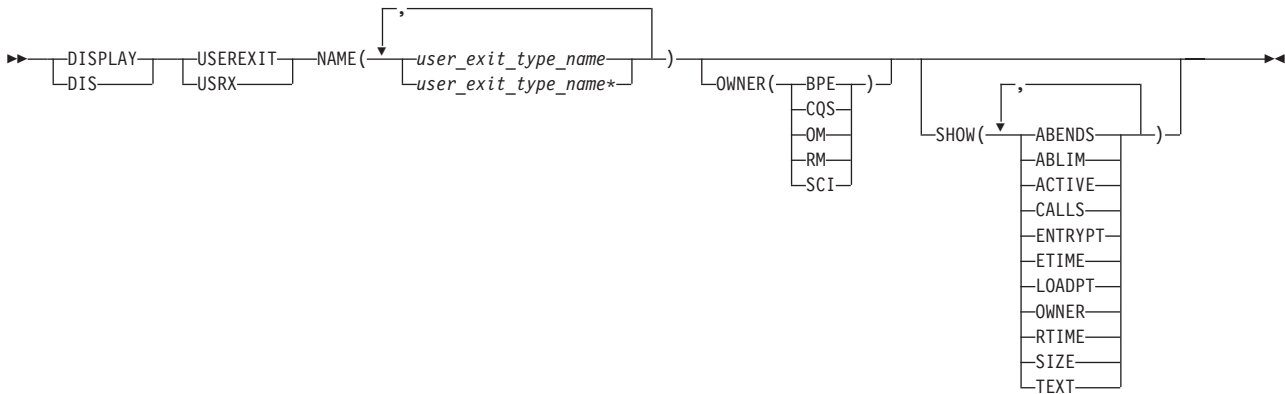 ,
DISPLAY USEREXIT NAME( user_exit_type_name ) OWNER( BPE ) ,
DIS USRX user_exit_type_name* CQS SHOW( ABENDS )
OM ABLIM
RM ACTIVE
SCI CALLS
ENTRYPT
ETIME
LOADPT
OWNER
RTIME
SIZE
TEXT